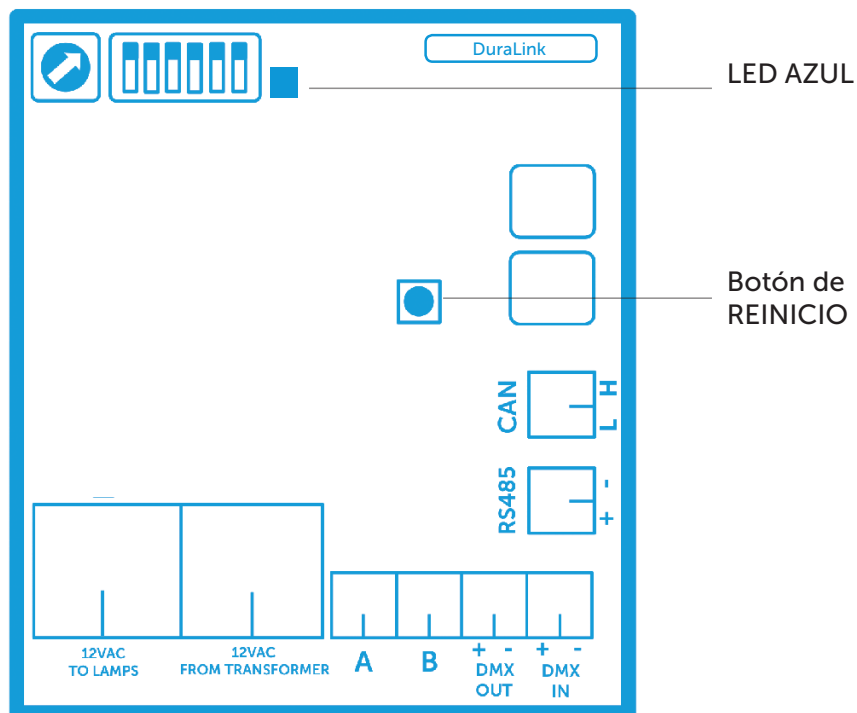 DuraLink
LED AZUL
Botón de
REINICIO
CAN
H
L
RS485
-
+
12VAC
TO LAMPS
12VAC
FROM TRANSFORMER
A
B
+ -
DMX
OUT
+ -
DMX
IN